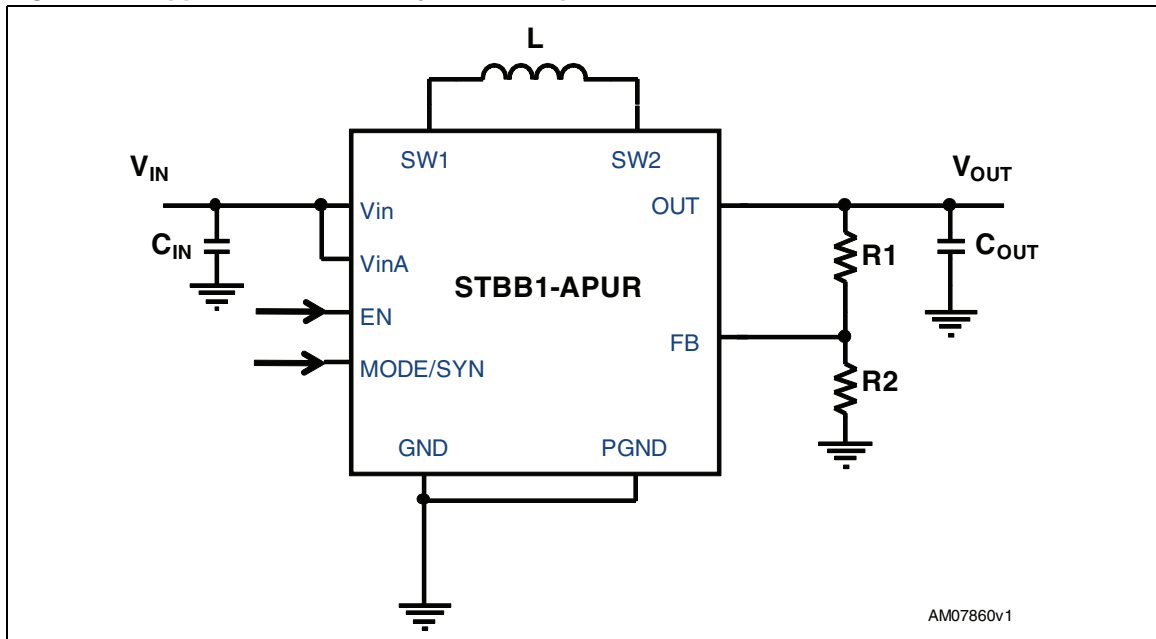 L
SW1 SW2
VIN VOUT
Vin OUT
CIN VinA R1 COUT
STBB1-APUR
EN
FB
MODE/SYN
R2
GND PGND
AM07860v1